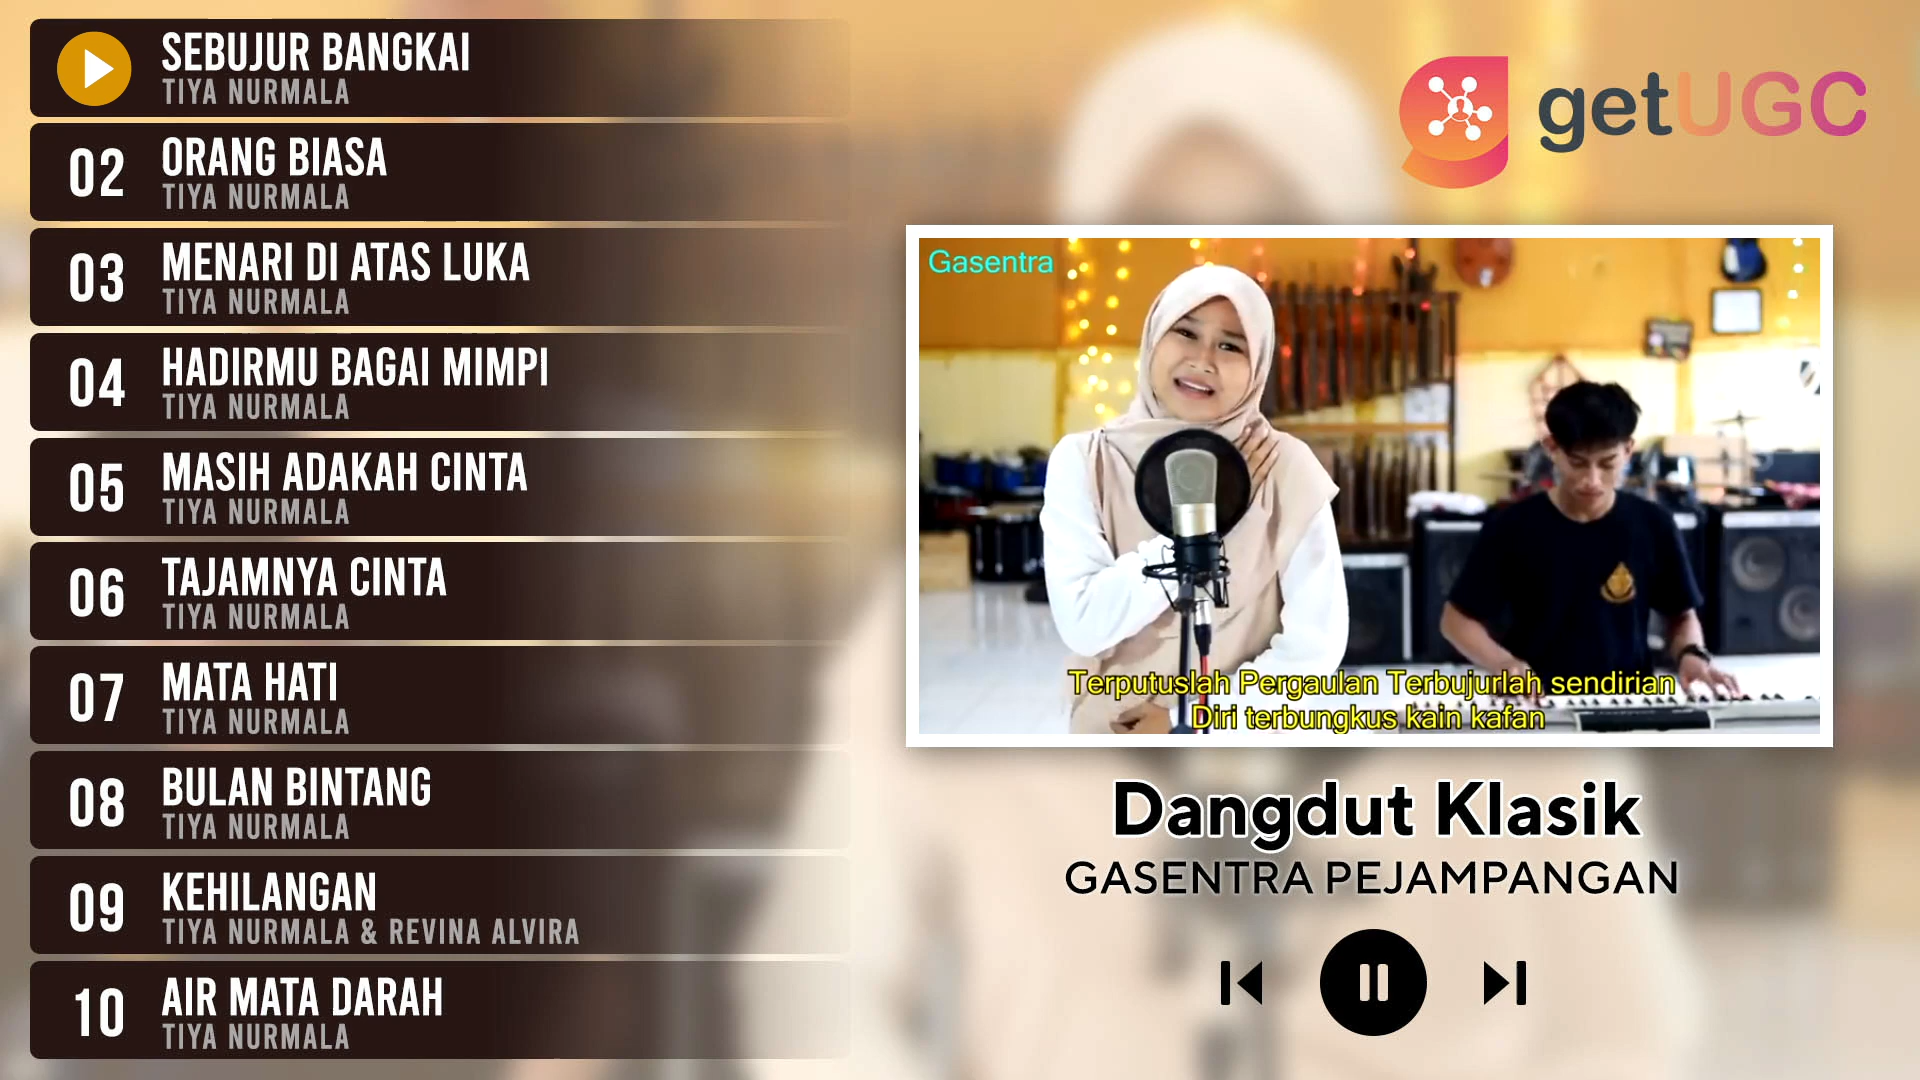 SEBUJUR BANGKAI
TIYA NURMALA
02
ORANG BIASA
TIYA NURMALA
03
MENARI DI ATAS LUKA
TIYA NURMALA
04
HADIRMU BAGAI MIMPI
TIYA NURMALA
05
MASIH ADAKAH CINTA
TIYA NURMALA
06
TAJAMNYA CINTA
TIYA NURMALA
07
MATA HATI
TIYA NURMALA
08
BULAN BINTANG
TIYA NURMALA
09
KEHILANGAN
TIYA NURMALA & REVINA ALVIRA
10
AIR MATA DARAH
TIYA NURMALA
getUGC
Gasentra
Terputuslah Pergaulan Terbujurlah sendirian
Diri terbungkus kain kafan
Dangdut Klasik
GASENTRA PEJAMPANGAN